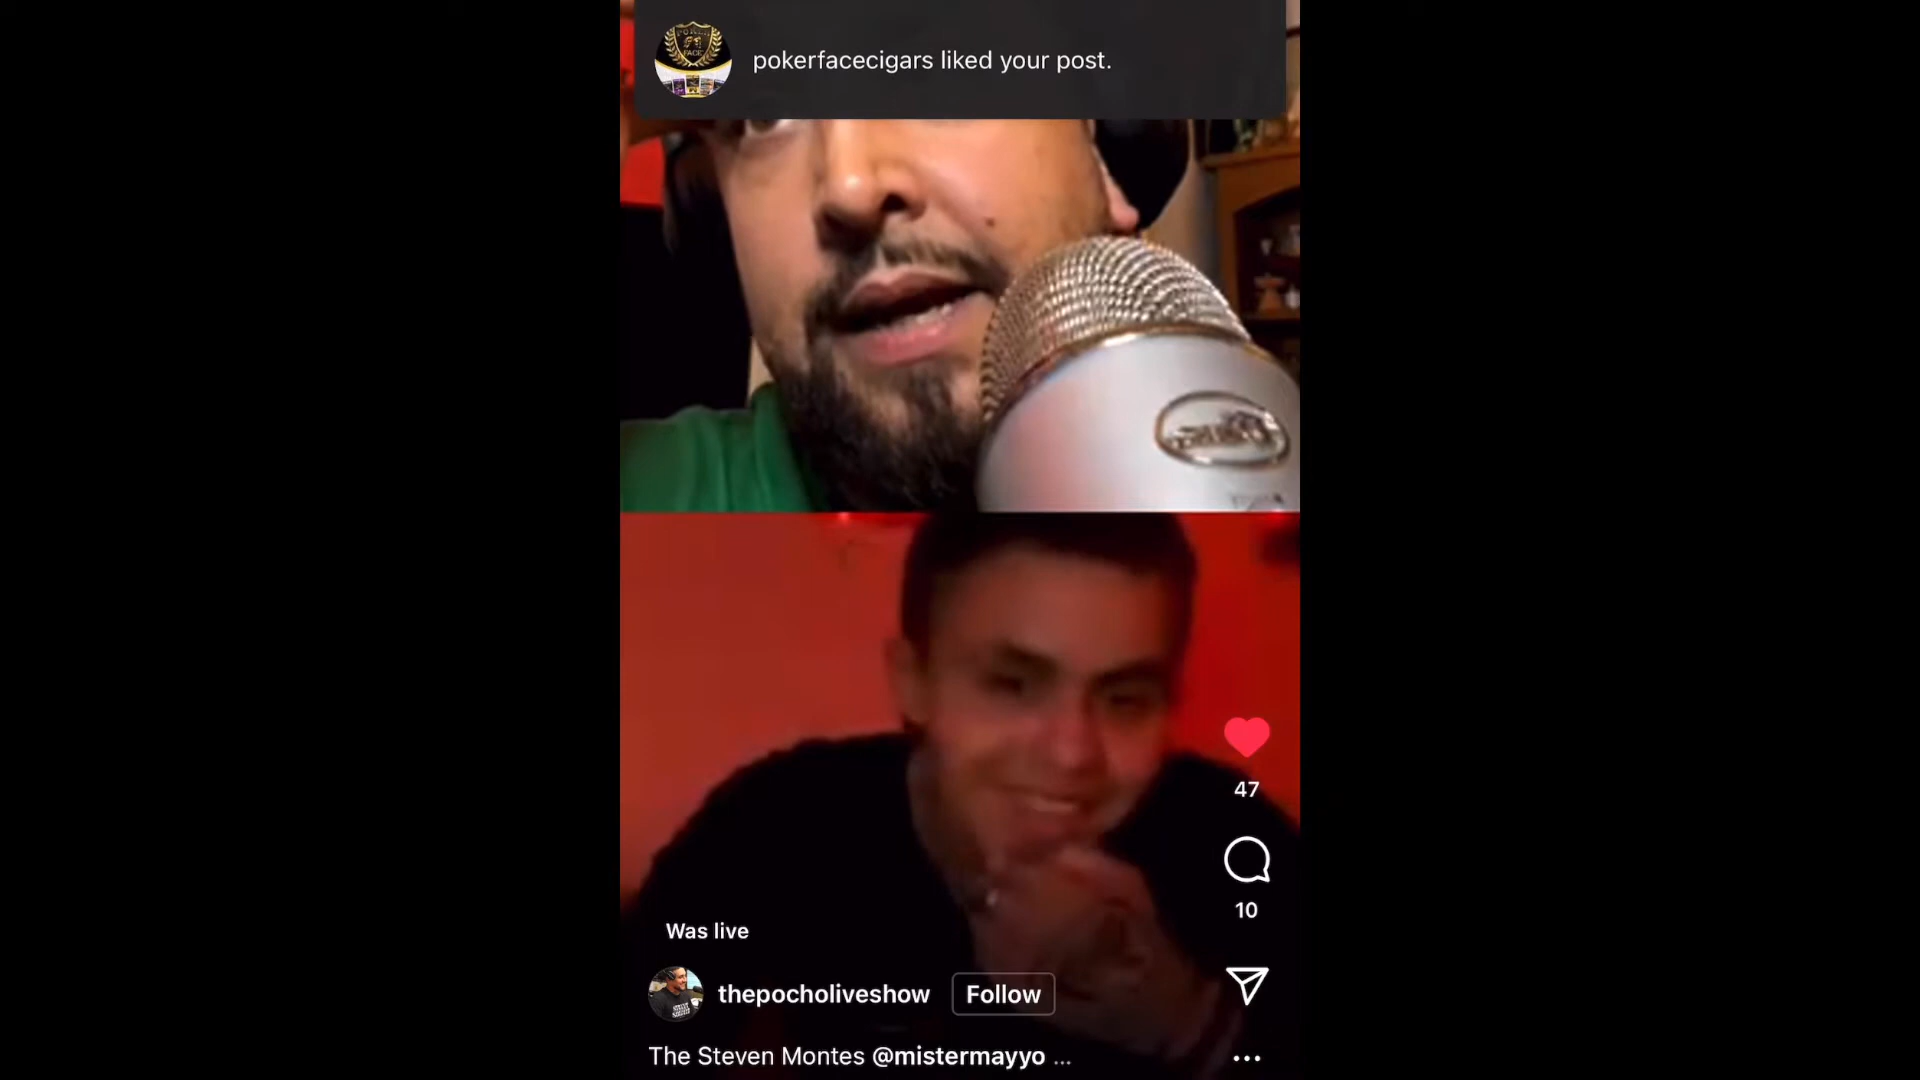 pokerfacecigars liked your post.
47
10
Was live
thepocholiveshow
Follow
The Steven Montes @mistermayyo ...